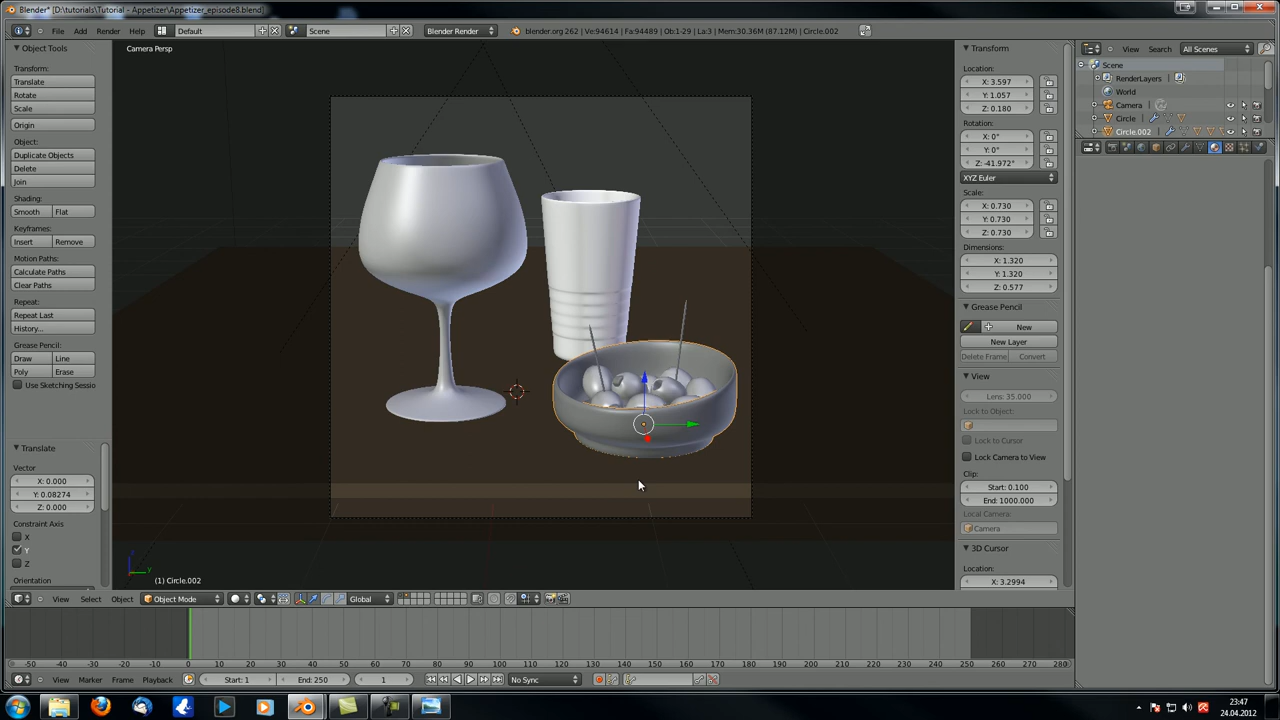 Blender* [D:\tutorials\Tutorial - Appetizer\Appetizer_episode8.blend]
File Add Render Help Default Scene Blender Render blender.org 262 | Ve:94614 | Fa:94489 | Ob:1-29 | La:3 | Mem:30.36M (87.12M) | Circle.002
View Search All Scenes
Object Tools
Transform:
Translate
Rotate
Scale
Origin
Object:
Duplicate Objects
Delete
Join
Shading:
Smooth Flat
Keyframes:
Insert Remove
Motion Paths:
Calculate Paths
Clear Paths
Repeat:
Repeat Last
History...
Grease Pencil:
Draw Line
Poly Erase
Use Sketching Sessio
Translate
Vector
X: 0.000
Y: 0.08274
Z: 0.000
Constraint Axis
X
Y
Z
Orientation
Camera Persp
(1) Circle.002
Transform
Location:
X: 3.597
Y: 1.057
Z: 0.180
Rotation:
X: 0°
Y: 0°
Z: -41.972°
XYZ Euler
Scale:
X: 0.730
Y: 0.730
Z: 0.730
Dimensions:
X: 1.320
Y: 1.320
Z: 0.577
Grease Pencil
New
New Layer
Delete Frame Convert
View
Lens: 35.000
Lock to Object:
Lock to Cursor
Lock Camera to View
Clip:
Start: 0.100
End: 1000.000
Local Camera:
Camera
3D Cursor
Location:
X: 3.2994
Scene
RenderLayers
World
Camera
Circle
Circle.002
View Select Object Object Mode Global
-50 -40 -30 -20 -10 0 10 20 30 40 50 60 70 80 90 100 110 120 130 140 150 160 170 180 190 200 210 220 230 240 250 260 270 280
View Marker Frame Playback Start: 1 End: 250 1 No Sync
23:47
24.04.2012